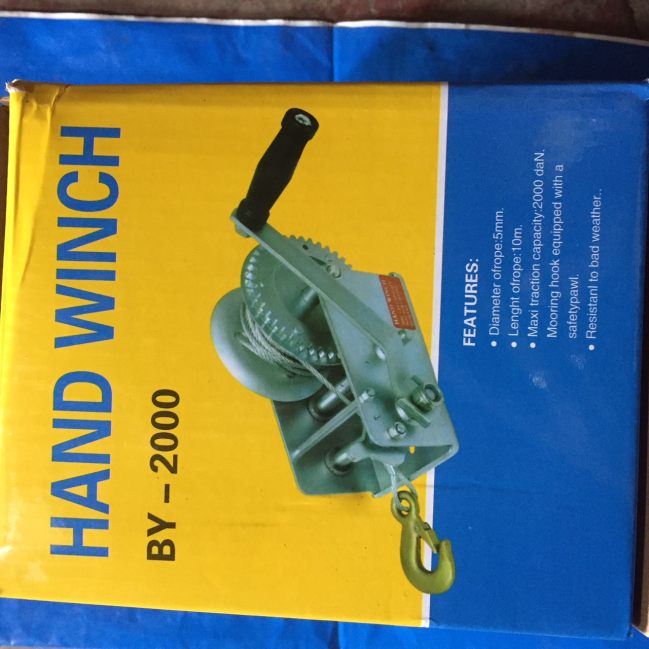 HAND WINCH
BY – 2000
FEATURES:
• Diameter ofrope:5mm.
• Lenght ofrope:10m.
• Maxi traction capacity:2000 daN.
Mooring hook equipped with a
safetypawl.
• Resistant to bad weather..